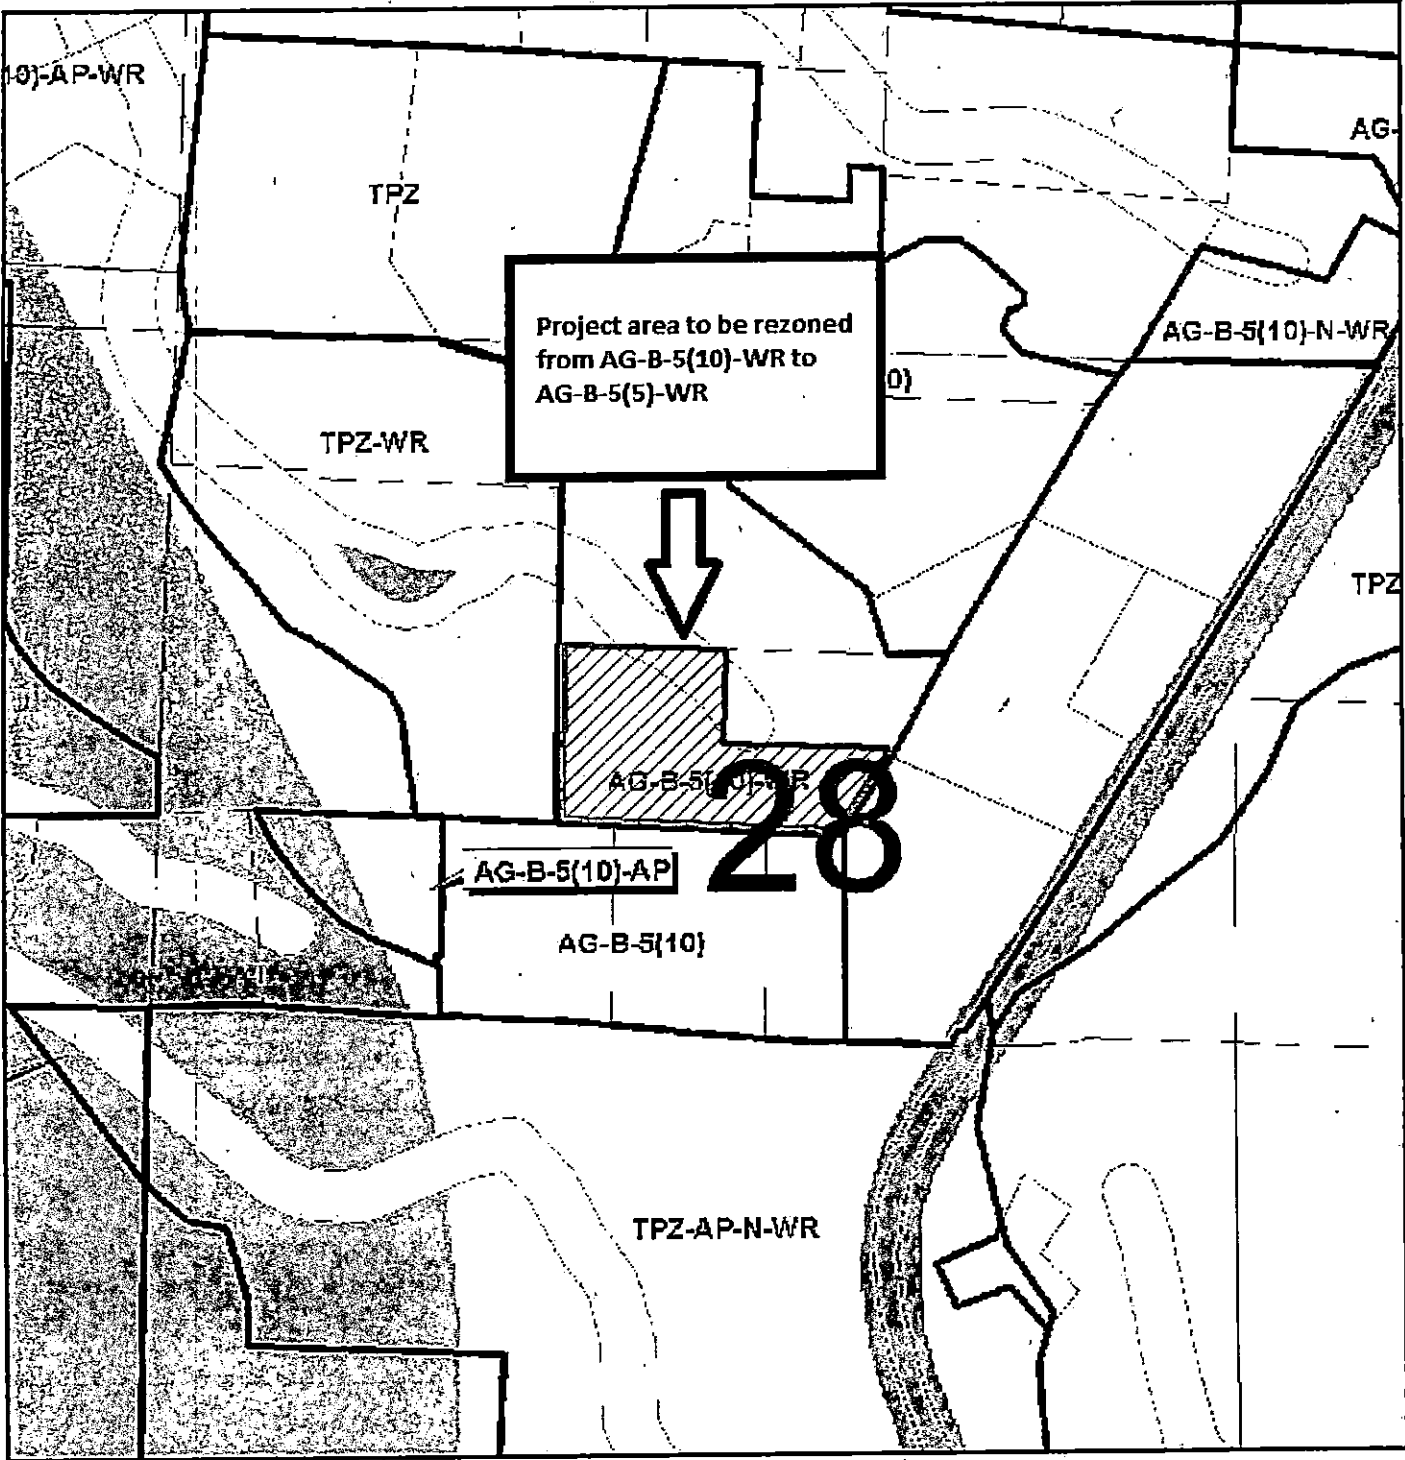 10)-AP-WR
AG-
TPZ
Project area to be rezoned
from AG-B-5(10)-WR to
AG-B-5(5)-WR
AG-B-5(10)-N-WR
0)
TPZ-WR
TPZ
28
AG-B-5(10)-AP
AG-B-5(10)
TPZ-AP-N-WR